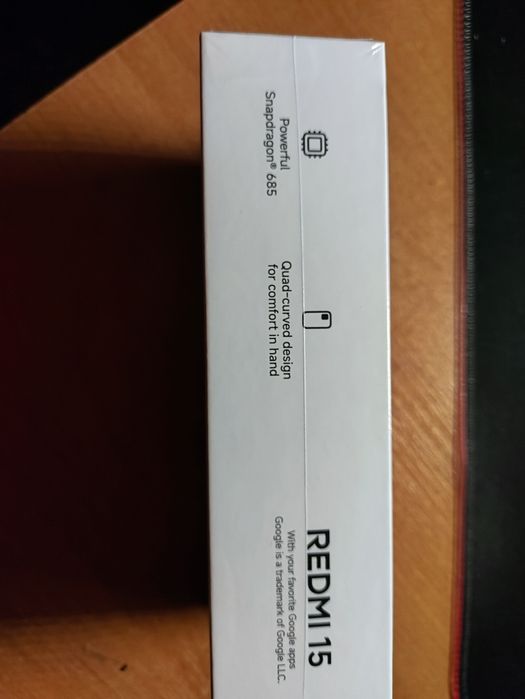 Powerful
Snapdragon® 685
Quad-curved design
for comfort in hand
REDMI 15
With your favorite Google apps
Google is a trademark of Google LLC.